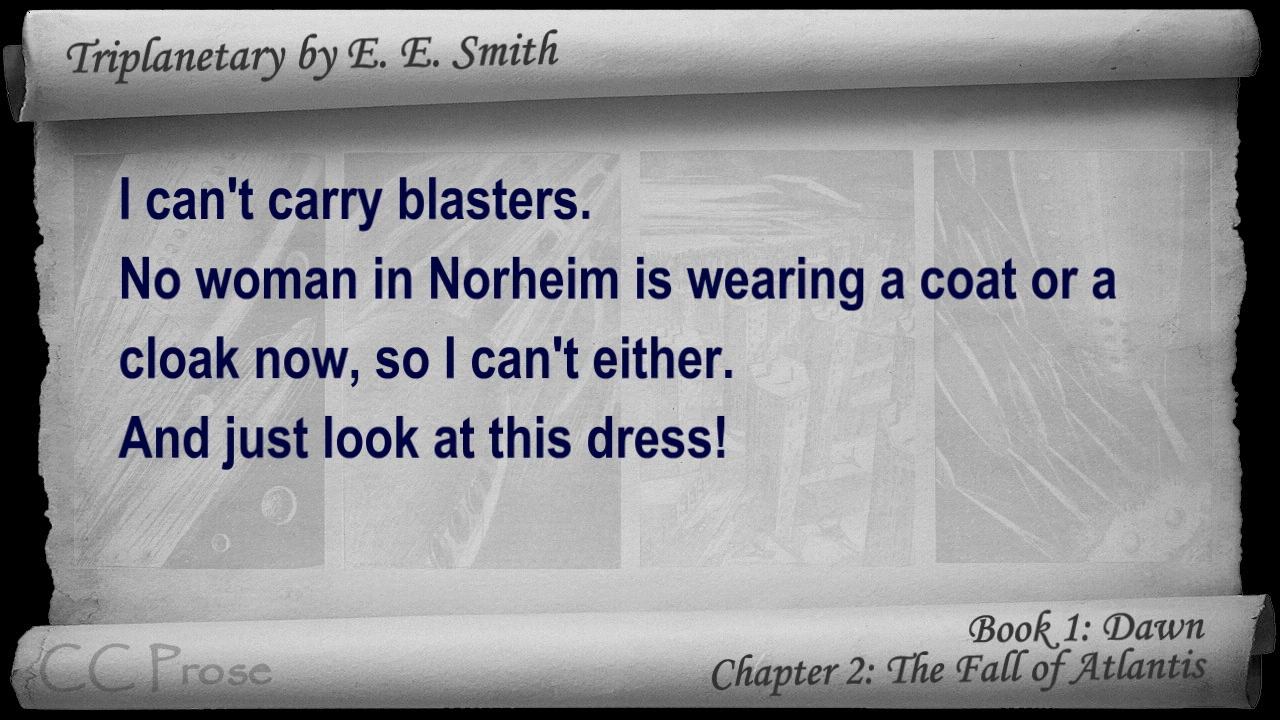 Triplanetary by E. E. Smith
I can't carry blasters.
No woman in Norheim is wearing a coat or a
cloak now, so I can't either.
And just look at this dress!
Book 1: Dawn
Chapter 2: The Fall of Atlantis
CC Prose